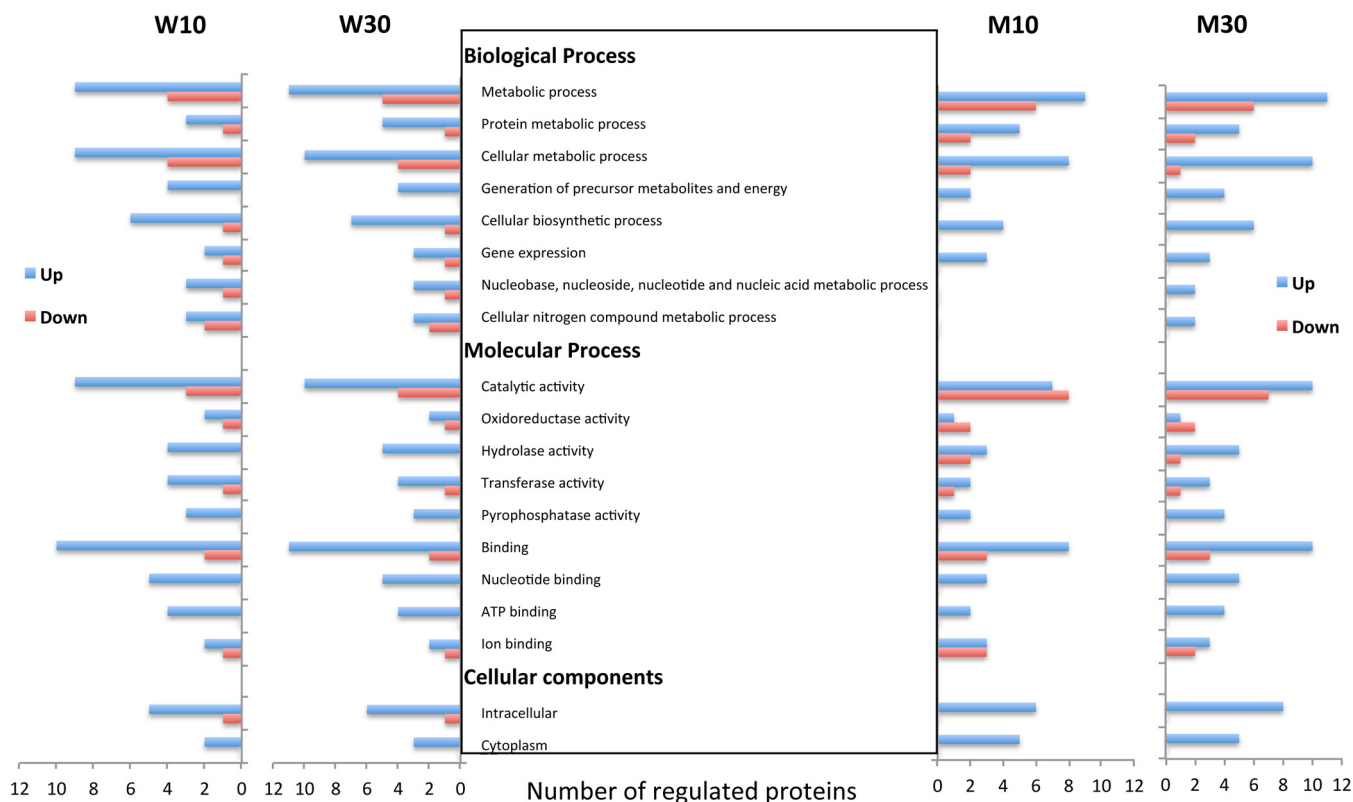 W10 W30 M10 M30
Biological Process
Metabolic process
Protein metabolic process
Cellular metabolic process
Generation of precursor metabolites and energy
Cellular biosynthetic process
Gene expression
Nucleobase, nucleoside, nucleotide and nucleic acid metabolic process
Cellular nitrogen compound metabolic process
Molecular Process
Catalytic activity
Oxidoreductase activity
Hydrolase activity
Transferase activity
Pyrophosphatase activity
Binding
Nucleotide binding
ATP binding
Ion binding
Cellular components
Intracellular
Cytoplasm
Up
Down
Up
Down
12 10 8 6 4 2 0
12 10 8 6 4 2 0
0 2 4 6 8 10 12
0 2 4 6 8 10 12
Number of regulated proteins